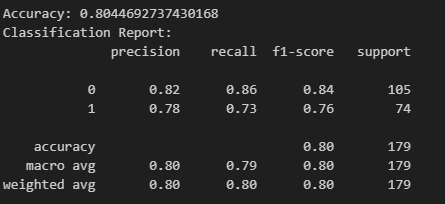 Accuracy: 0.8044692737430168
Classification Report:
precision recall f1-score support
0 0.82 0.86 0.84 105
1 0.78 0.73 0.76 74
accuracy 0.80 179
macro avg 0.80 0.79 0.80 179
weighted avg 0.80 0.80 0.80 179